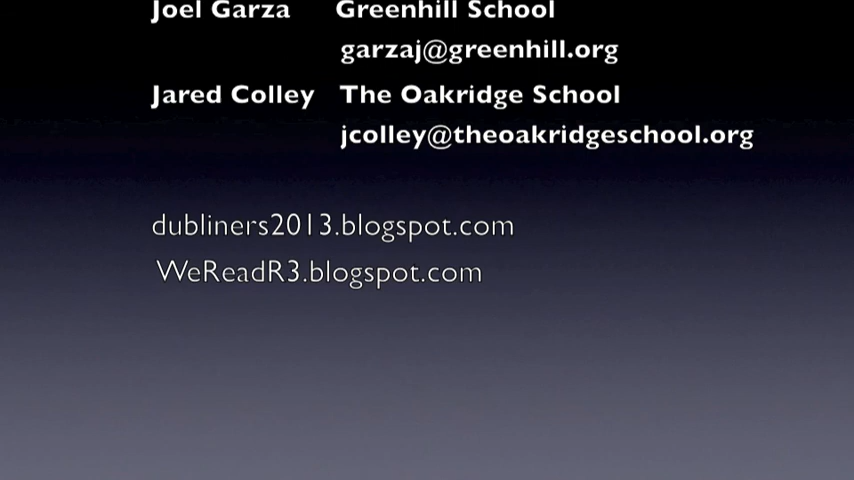 Joel Garza Greenhill School
garzaj@greenhill.org
Jared Colley The Oakridge School
jcolley@theoakridgeschool.org
dubliners2013.blogspot.com
WeReadR3.blogspot.com